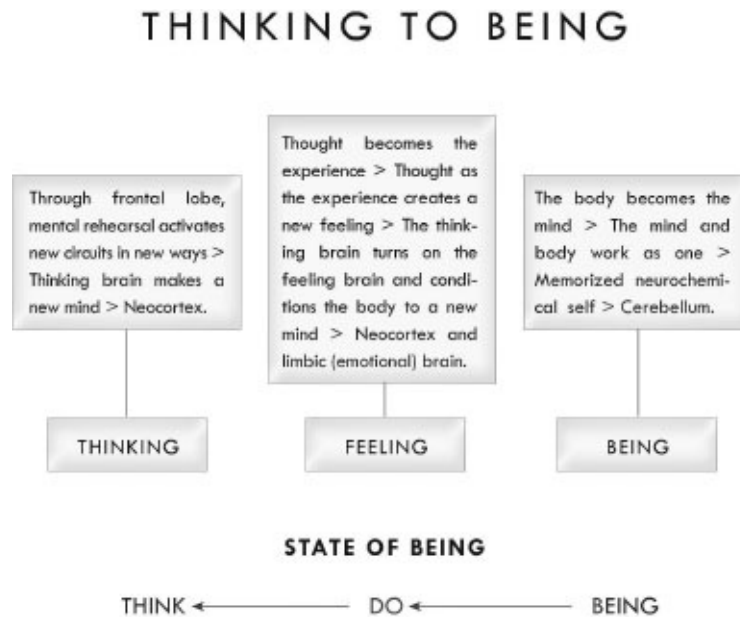 THINKING TO BEING
Through frontal lobe,
mental rehearsal activates
new circuits in new ways >
Thinking brain makes a
new mind > Neocortex.
Thought becomes the
experience > Thought as
the experience creates a
new feeling > The think-
ing brain turns on the
feeling brain and condi-
tions the body to a new
mind > Neocortex and
limbic (emotional) brain.
The body becomes the
mind > The mind and
body work as one >
Memorized neurochemi-
cal self > Cerebellum.
THINKING
FEELING
BEING
STATE OF BEING
THINK
DO
BEING